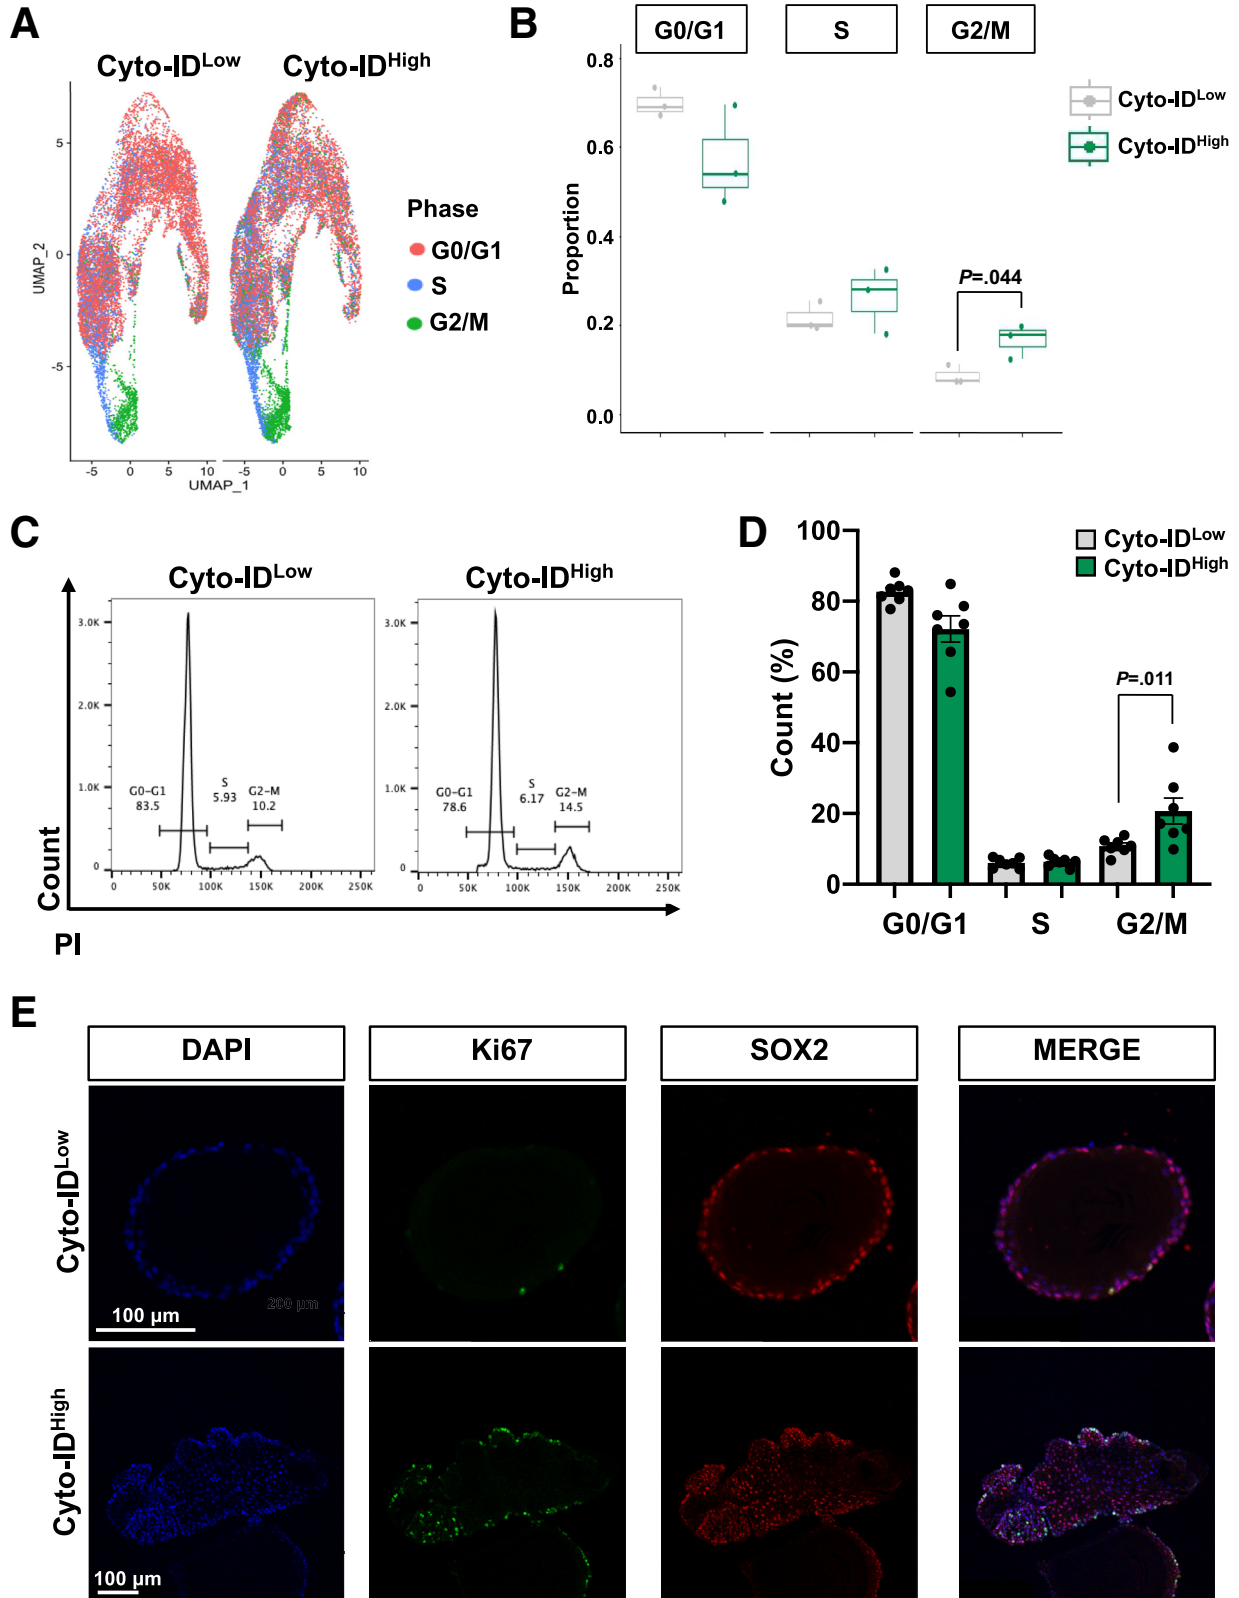 A
Cyto-IDLow
Cyto-IDHigh
5
0
-5
UMAP_2
-5
0
5
10
-5
0
5
10
UMAP_1
Phase
G0/G1
S
G2/M
B
G0/G1
S
G2/M
0.8
0.6
0.4
0.2
0.0
Proportion
P=.044
Cyto-IDLow
Cyto-IDHigh
C
Cyto-IDLow
Cyto-IDHigh
3.0K
2.0K
1.0K
0
G0-G1
83.5
S
5.93
G2-M
10.2
0
50K
100K
150K
200K
250K
3.0K
2.0K
1.0K
0
G0-G1
78.6
S
6.17
G2-M
14.5
0
50K
100K
150K
200K
250K
Count
PI
D
100
80
60
40
20
0
Count (%)
Cyto-IDLow
Cyto-IDHigh
P=.011
G0/G1
S
G2/M
E
DAPI
Ki67
SOX2
MERGE
Cyto-IDLow
200 µm
100 µm
Cyto-IDHigh
100 µm